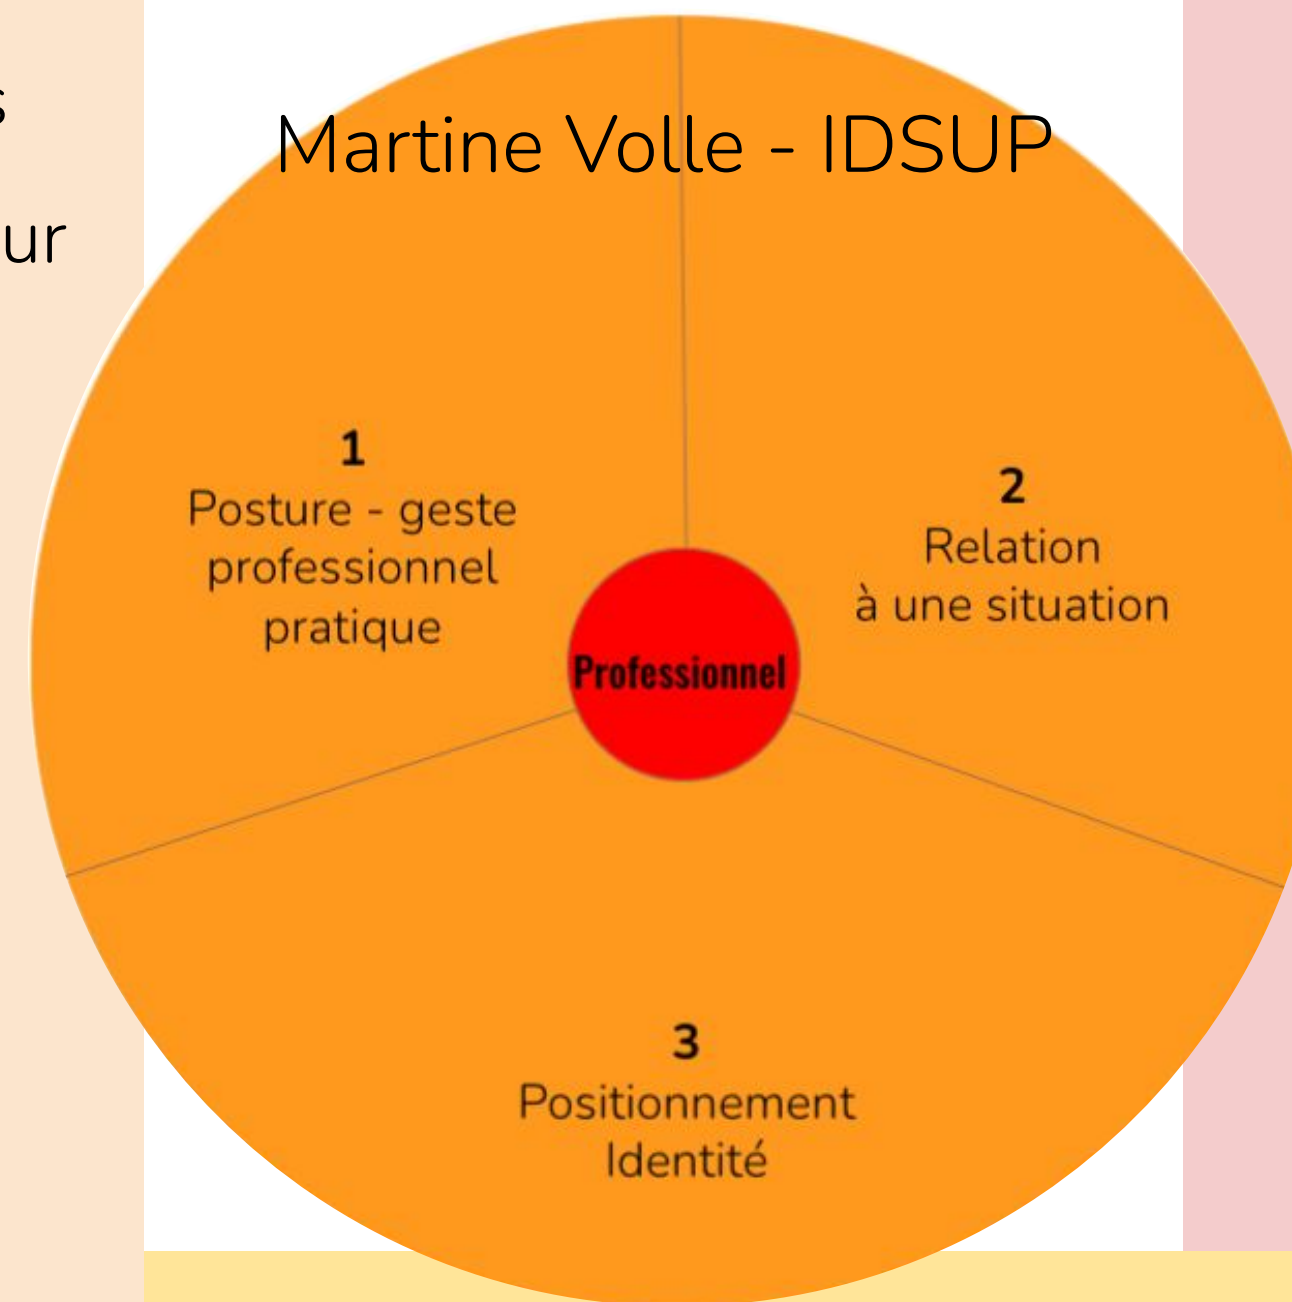 Martine Volle - IDSUP
ur
1
Posture - geste
professionnel
pratique
2
Relation
à une situation
Professionnel
3
Positionnement
Identité